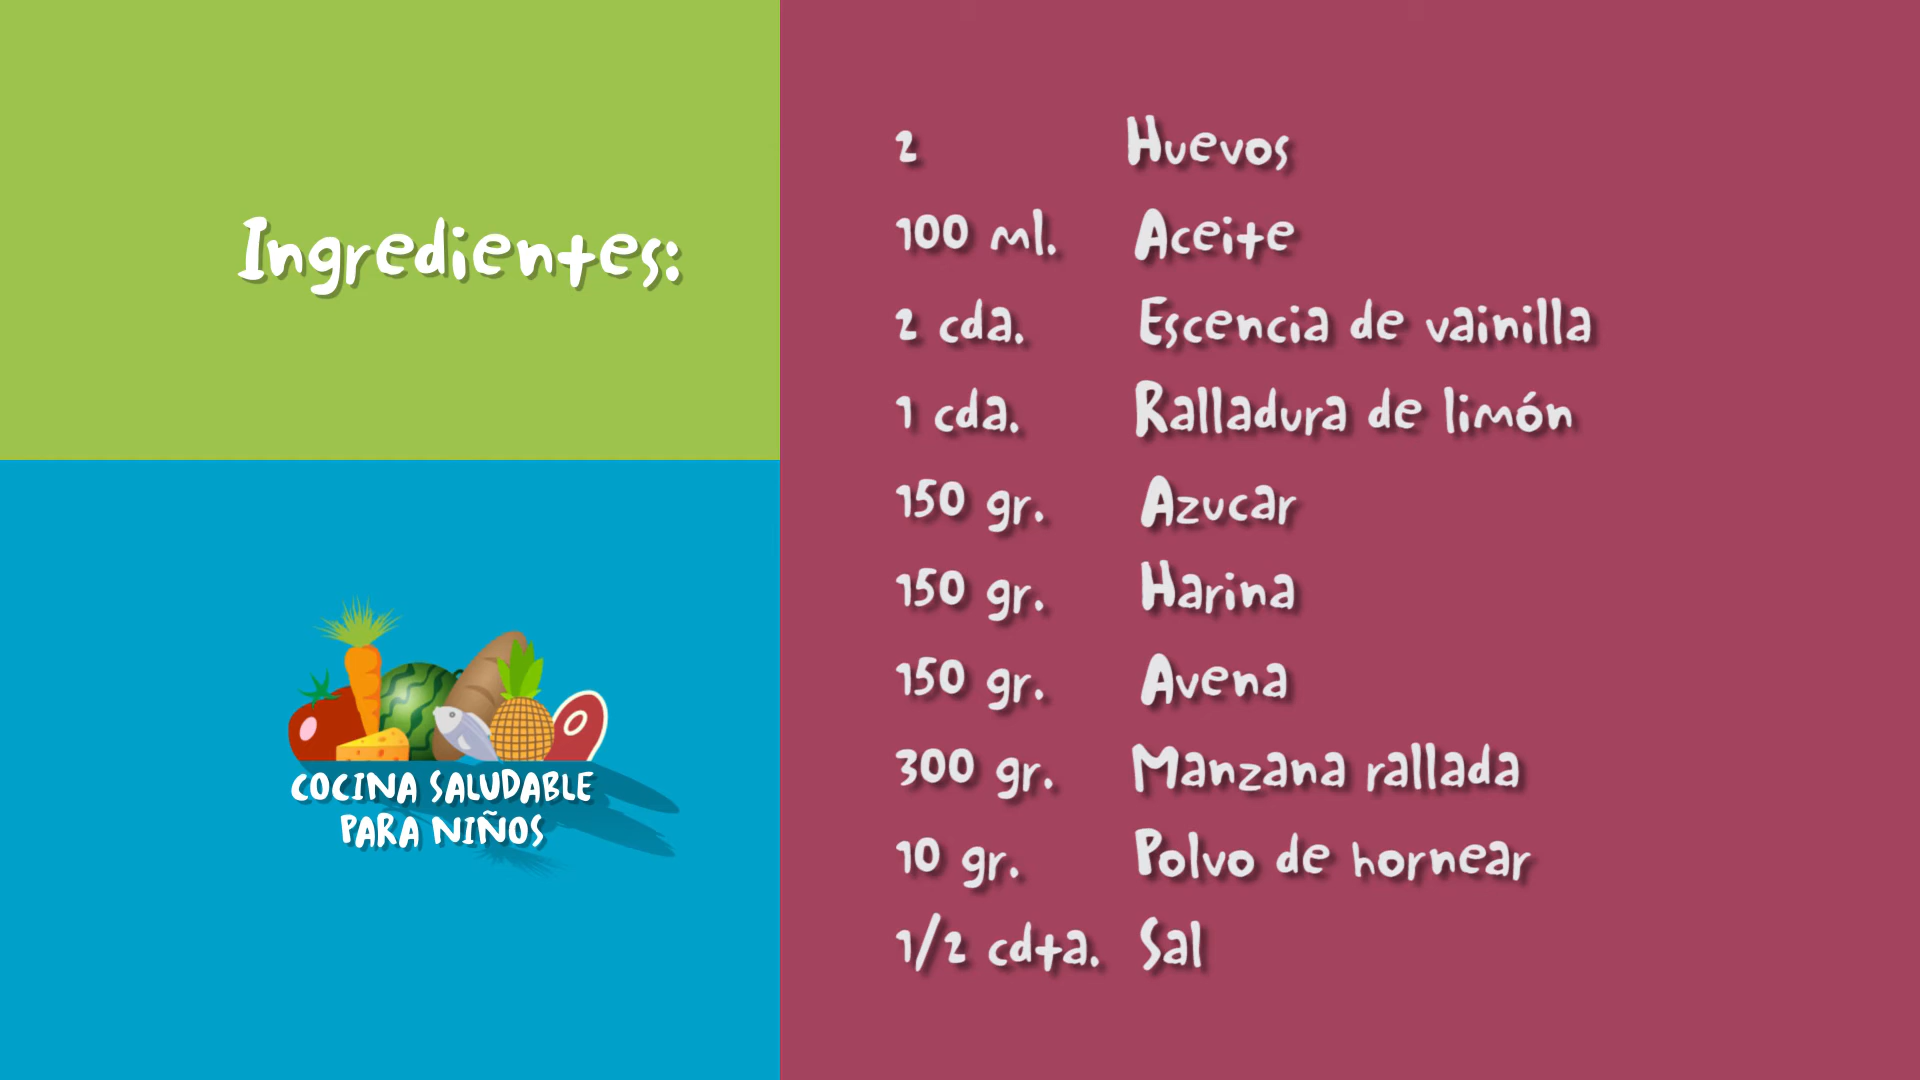 Ingredientes:
COCINA SALUDABLE
PARA NIÑOS
2 Huevos
100 ml. Aceite
2 cda. Escencia de vainilla
1 cda. Ralladura de limón
150 gr. Azucar
150 gr. Harina
150 gr. Avena
300 gr. Manzana rallada
10 gr. Polvo de hornear
1/2 cdta. Sal